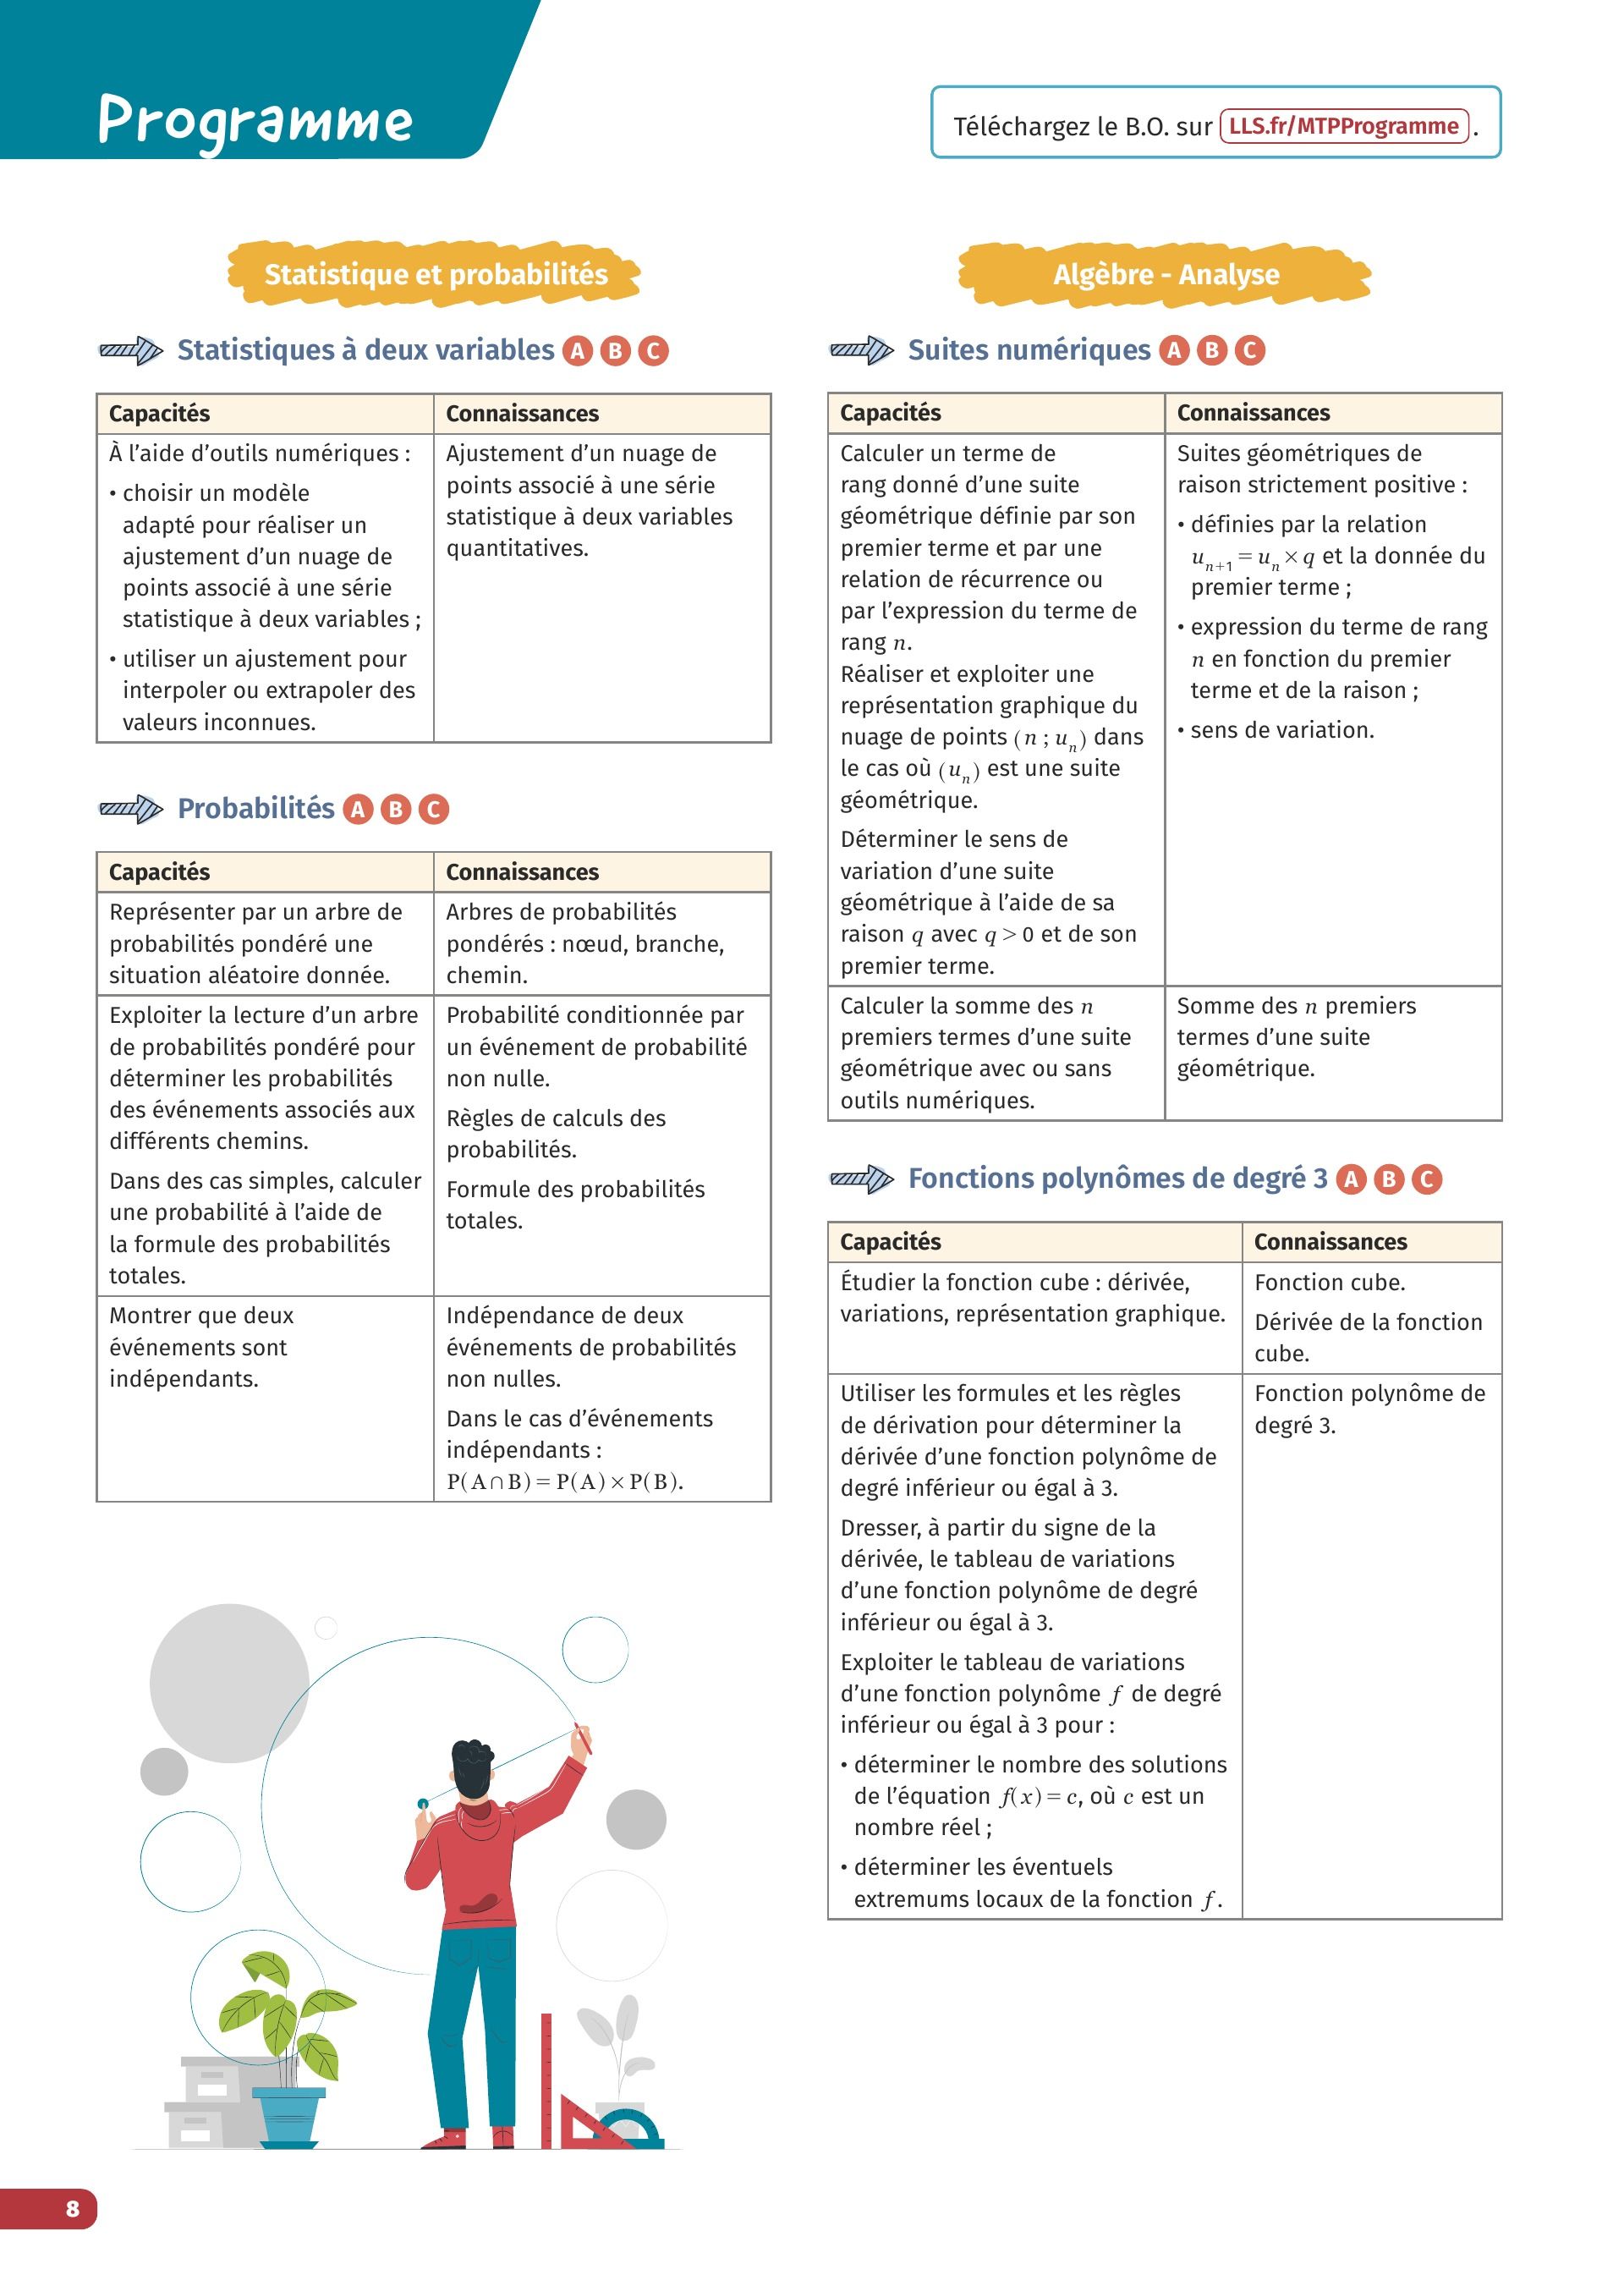 Programme
Téléchargez le B.O. sur LLS.fr/MTPProgramme .
Statistique et probabilités
Statistiques à deux variables A B C
Capacités
Connaissances
À l'aide d'outils numériques :
• choisir un modèle
adapté pour réaliser un
ajustement d'un nuage de
points associé à une série
statistique à deux variables ;
• utiliser un ajustement pour
interpoler ou extrapoler des
valeurs inconnues.
Ajustement d'un nuage de
points associé à une série
statistique à deux variables
quantitatives.
Probabilités A B C
Capacités
Connaissances
Représenter par un arbre de
probabilités pondéré une
situation aléatoire donnée.
Arbres de probabilités
pondérés : nœud, branche,
chemin.
Exploiter la lecture d'un arbre
de probabilités pondéré pour
déterminer les probabilités
des événements associés aux
différents chemins.
Dans des cas simples, calculer
une probabilité à l'aide de
la formule des probabilités
totales.
Probabilité conditionnée par
un événement de probabilité
non nulle.
Règles de calculs des
probabilités.
Formule des probabilités
totales.
Montrer que deux
événements sont
indépendants.
Indépendance de deux
événements de probabilités
non nulles.
Dans le cas d'événements
indépendants :
P(A∩B) = P(A) × P(B).
Algèbre - Analyse
Suites numériques A B C
Capacités
Connaissances
Calculer un terme de
rang donné d'une suite
géométrique définie par son
premier terme et par une
relation de récurrence ou
par l'expression du terme de
rang n.
Réaliser et exploiter une
représentation graphique du
nuage de points (n ; uₙ) dans
le cas où (uₙ) est une suite
géométrique.
Déterminer le sens de
variation d'une suite
géométrique à l'aide de sa
raison q avec q > 0 et de son
premier terme.
Suites géométriques de
raison strictement positive :
• définies par la relation
uₙ₊₁ = uₙ × q et la donnée du
premier terme ;
• expression du terme de rang
n en fonction du premier
terme et de la raison ;
• sens de variation.
Calculer la somme des n
premiers termes d'une suite
géométrique avec ou sans
outils numériques.
Somme des n premiers
termes d'une suite
géométrique.
Fonctions polynômes de degré 3 A B C
Capacités
Connaissances
Étudier la fonction cube : dérivée,
variations, représentation graphique.
Fonction cube.
Dérivée de la fonction
cube.
Utiliser les formules et les règles
de dérivation pour déterminer la
dérivée d'une fonction polynôme de
degré inférieur ou égal à 3.
Dresser, à partir du signe de la
dérivée, le tableau de variations
d'une fonction polynôme de degré
inférieur ou égal à 3.
Exploiter le tableau de variations
d'une fonction polynôme f de degré
inférieur ou égal à 3 pour :
• déterminer le nombre des solutions
de l'équation f(x) = c, où c est un
nombre réel ;
• déterminer les éventuels
extremums locaux de la fonction f.
Fonction polynôme de
degré 3.
8